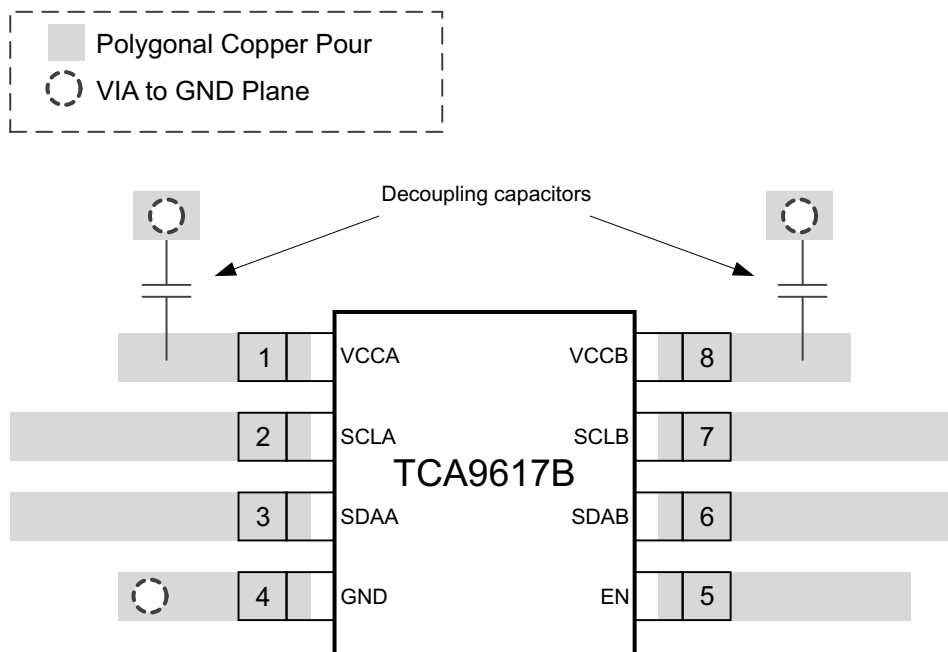 Polygonal Copper Pour
VIA to GND Plane
Decoupling capacitors
1 VCCA VCCB 8
2 SCLA SCLB 7
TCA9617B
3 SDAA SDAB 6
4 GND EN 5